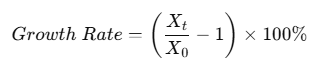 Growth Rate = (X_t / X_0 − 1) × 100%